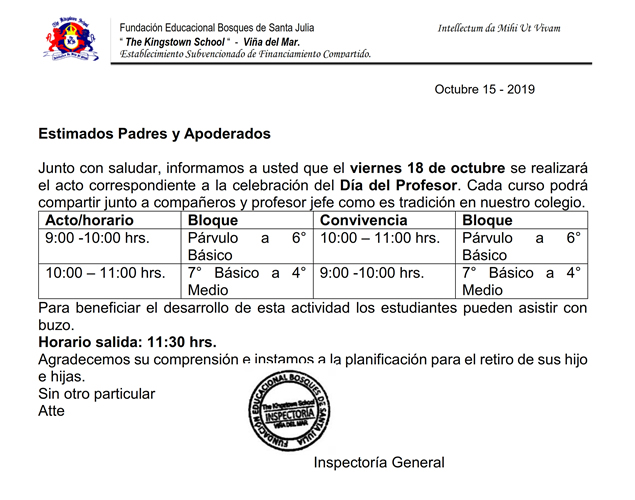 The Kingstown School
Fundación Educacional Bosques de Santa Julia
Intellectum da Mihi Ut Vivam
“ The Kingstown School “ - Viña del Mar.
Establecimiento Subvencionado de Financiamiento Compartido.
Octubre 15 - 2019
Estimados Padres y Apoderados
Junto con saludar, informamos a usted que el viernes 18 de octubre se realizará
el acto correspondiente a la celebración del Día del Profesor. Cada curso podrá
compartir junto a compañeros y profesor jefe como es tradición en nuestro colegio.
Acto/horario Bloque Convivencia Bloque
9:00 -10:00 hrs. Párvulo a 6° 10:00 – 11:00 hrs. Párvulo a 6°
Básico Básico
10:00 – 11:00 hrs. 7° Básico a 4° 9:00 -10:00 hrs. 7° Básico a 4°
Medio Medio
Para beneficiar el desarrollo de esta actividad los estudiantes pueden asistir con
buzo.
Horario salida: 11:30 hrs.
Agradecemos su comprensión e instamos a la planificación para el retiro de sus hijo
e hijas.
Sin otro particular
Atte
FUNDACIÓN EDUCACIONAL BOSQUES DE SANTA JULIA
The Kingstown School
INSPECTORÍA
VIÑA DEL MAR
Inspectoría General